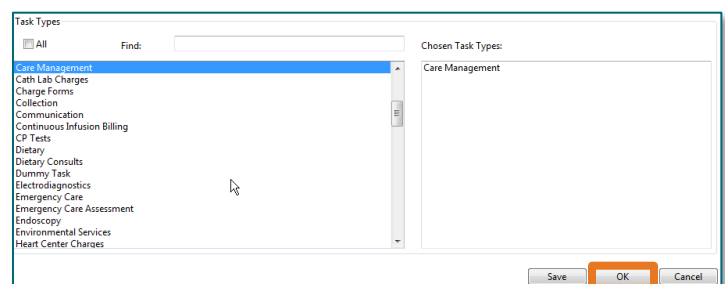 Task Types
All Find: Chosen Task Types:
Care Management Care Management
Cath Lab Charges
Charge Forms
Collection
Communication
Continuous Infusion Billing
CP Tests
Dietary
Dietary Consults
Dummy Task
Electrodiagnostics
Emergency Care
Emergency Care Assessment
Endoscopy
Environmental Services
Heart Center Charges
Save OK Cancel